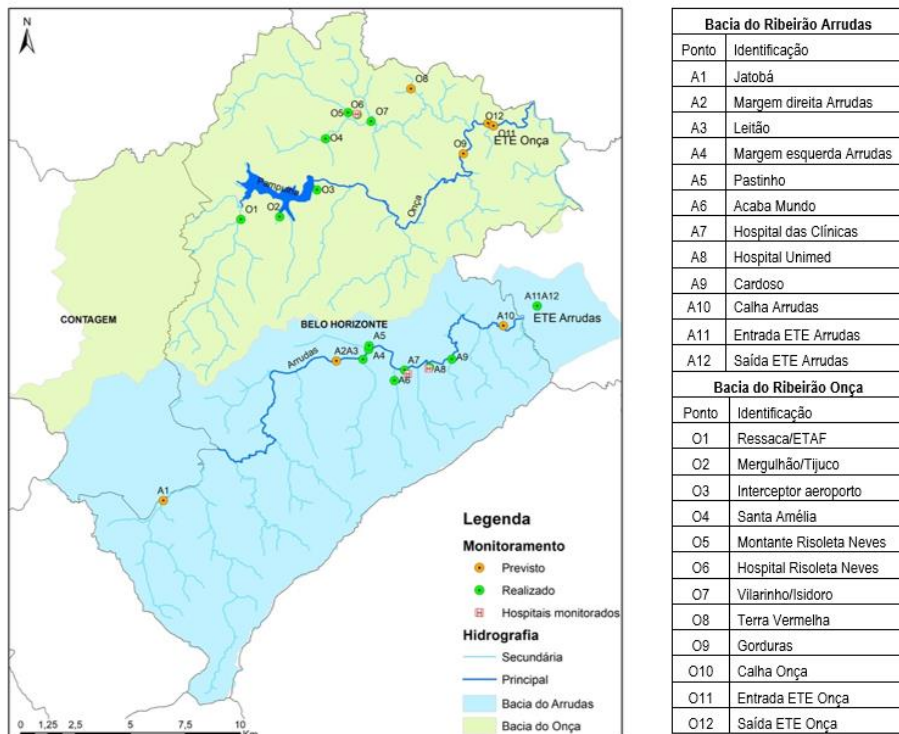 N
O8
O6
O5
O7
O12
O11
ETE Onça
O4
O9
Pampulha
O3
Onça
O1
O2
A11A12
CONTAGEM
BELO HORIZONTE
ETE Arrudas
A10
A5
Arrudas
A2A3
A4
A7
A9
A8
A6
A1
Legenda
Monitoramento
Previsto
Realizado
Hospitais monitorados
Hidrografia
Secundária
Principal
Bacia do Arrudas
Bacia do Onça
0 1,25 2,5 5 7,5 10
Km
Bacia do Ribeirão Arrudas
Ponto Identificação
A1 Jatobá
A2 Margem direita Arrudas
A3 Leitão
A4 Margem esquerda Arrudas
A5 Pastinho
A6 Acaba Mundo
A7 Hospital das Clínicas
A8 Hospital Unimed
A9 Cardoso
A10 Calha Arrudas
A11 Entrada ETE Arrudas
A12 Saída ETE Arrudas
Bacia do Ribeirão Onça
Ponto Identificação
O1 Ressaca/ETAF
O2 Mergulhão/Tijuco
O3 Interceptor aeroporto
O4 Santa Amélia
O5 Montante Risoleta Neves
O6 Hospital Risoleta Neves
O7 Vilarinho/Isidoro
O8 Terra Vermelha
O9 Gorduras
O10 Calha Onça
O11 Entrada ETE Onça
O12 Saída ETE Onça